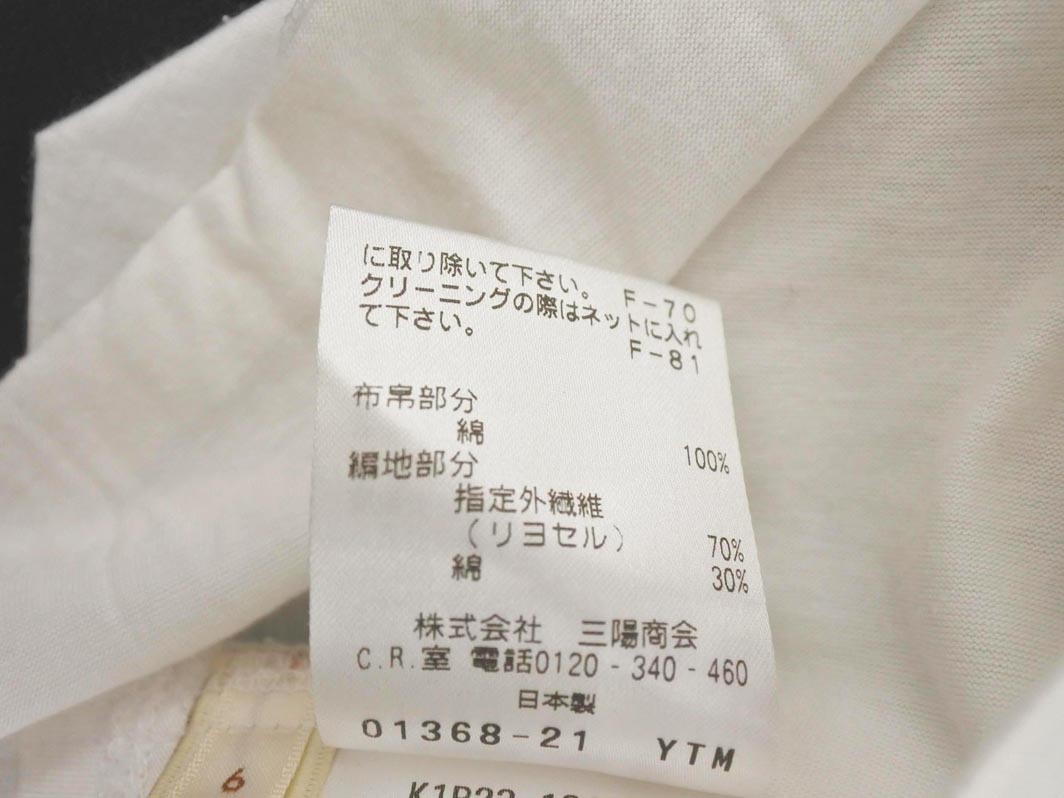 に取り除いて下さい。 F-70
クリーニングの際はネットに入れ
て下さい。 F-81
布帛部分
綿 100%
編地部分
指定外繊維
(リヨセル) 70%
綿 30%
株式会社 三陽商会
C.R.室 電話0120-340-460
日本製
01368-21 YTM
6